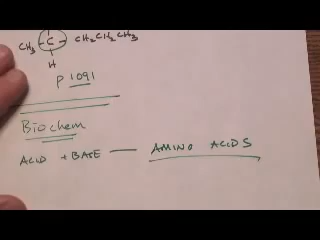 CH₃ C CH₂CH₂CH₃
H
P 1091
Biochem
ACID + BASE — AMINO ACIDS